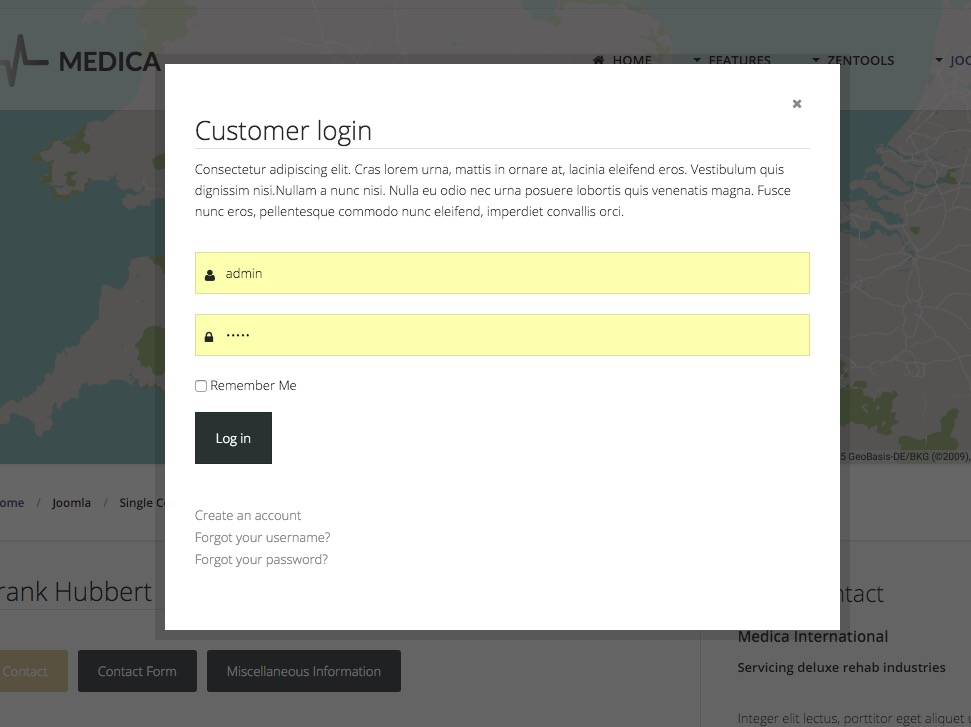 MEDICA
HOME
FEATURES
ZENTOOLS
Customer login
Consectetur adipiscing elit. Cras lorem urna, mattis in ornare at, lacinia eleifend eros. Vestibulum quis
dignissim nisi.Nullam a nunc nisi. Nulla eu odio nec urna posuere lobortis quis venenatis magna. Fusce
nunc eros, pellentesque commodo nunc eleifend, imperdiet convallis orci.
admin
•••••
Remember Me
Log in
5 GeoBasis-DE/BKG (©2009),
ome / Joomla / Single C
Create an account
Forgot your username?
Forgot your password?
rank Hubbert
ntact
Medica International
Servicing deluxe rehab industries
Contact
Contact Form
Miscellaneous Information
Integer elit lectus, porttitor eget aliquet